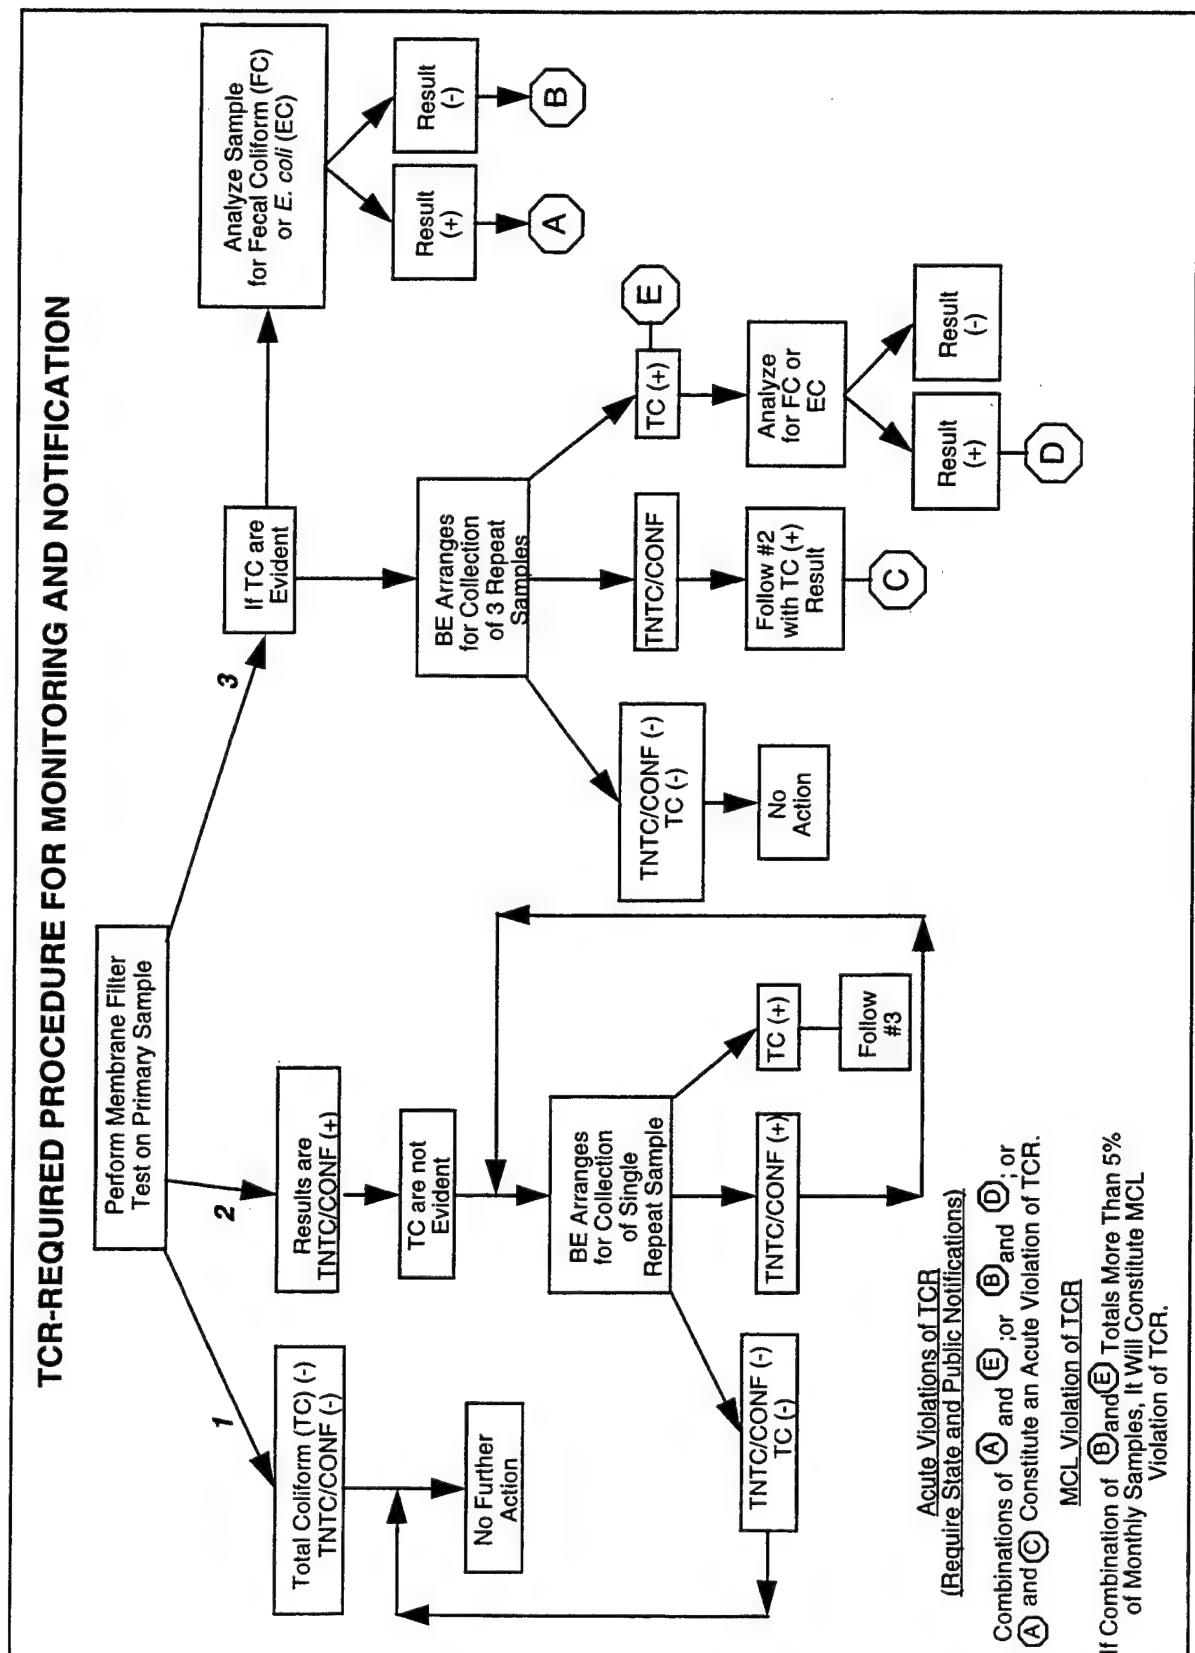 TCR-REQUIRED PROCEDURE FOR MONITORING AND NOTIFICATION
Perform Membrane Filter
Test on Primary Sample
1
2
3
Total Coliform (TC) (-)
TNTC/CONF (-)
No Further
Action
Results are
TNTC/CONF (+)
TC are not
Evident
BE Arranges
for Collection
of Single
Repeat Sample
TNTC/CONF (-)
TC (-)
TNTC/CONF (+)
TC (+)
Follow
#3
If TC are
Evident
Analyze Sample
for Fecal Coliform (FC)
or E. coli (EC)
Result
(+)
A
Result
(-)
B
BE Arranges
for Collection
of 3 Repeat
Samples
TNTC/CONF (-)
TC (-)
No
Action
TNTC/CONF
Follow #2
with TC (+)
Result
C
TC (+)
E
Analyze
for FC or
EC
Result
(+)
D
Result
(-)
Acute Violations of TCR
(Require State and Public Notifications)
Combinations of A and E ;or B and D; or
A and C Constitute an Acute Violation of TCR.
MCL Violation of TCR
If Combination of B and E Totals More Than 5%
of Monthly Samples, It Will Constitute MCL
Violation of TCR.